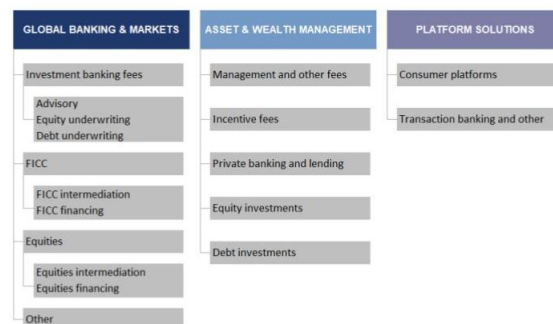 GLOBAL BANKING & MARKETS
Investment banking fees
Advisory
Equity underwriting
Debt underwriting
FICC
FICC intermediation
FICC financing
Equities
Equities intermediation
Equities financing
Other
ASSET & WEALTH MANAGEMENT
Management and other fees
Incentive fees
Private banking and lending
Equity investments
Debt investments
PLATFORM SOLUTIONS
Consumer platforms
Transaction banking and other